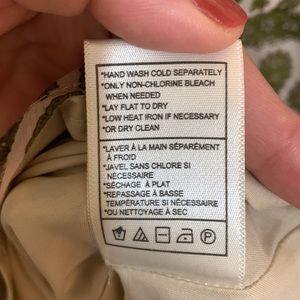 *HAND WASH COLD SEPARATELY
*ONLY NON-CHLORINE BLEACH
WHEN NEEDED
*LAY FLAT TO DRY
*LOW HEAT IRON IF NECESSARY
*OR DRY CLEAN
*LAVER À LA MAIN SÉPARÉMENT
À FROID
*JAVEL SANS CHLORE SI
NÉCESSAIRE
*SÉCHAGE À PLAT
*REPASSAGE À BASSE
TEMPÉRATURE SI NÉCESSAIRE
*OU NETTOYAGE À SEC
P